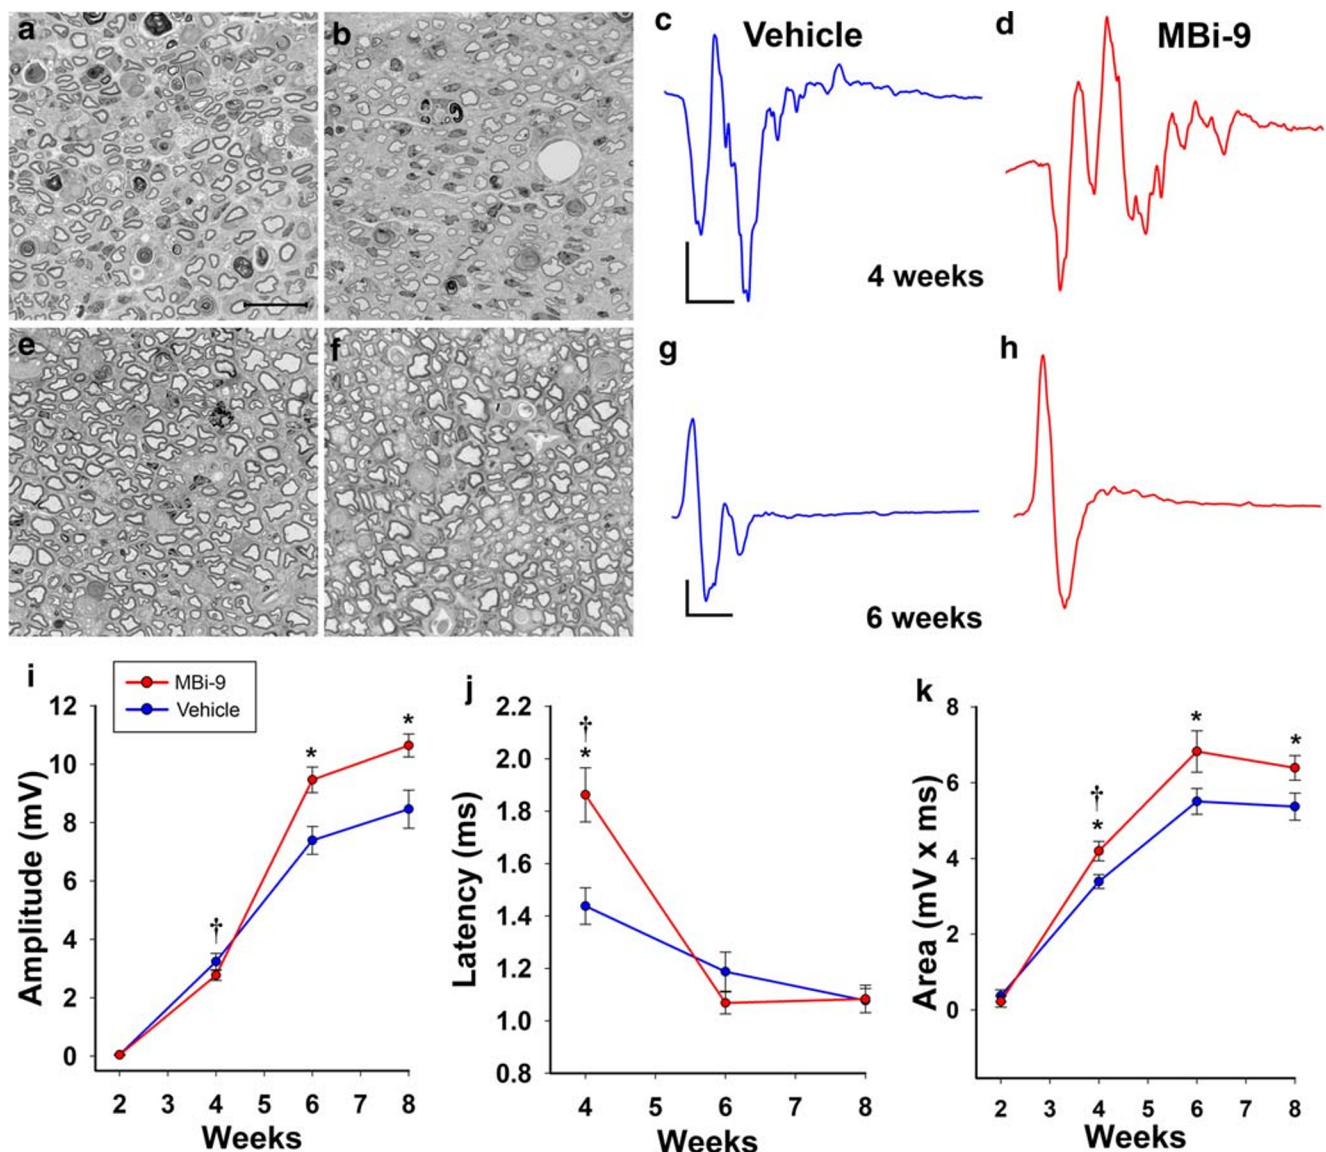 a
b
c
Vehicle
d
MBi-9
4 weeks
e
f
g
h
6 weeks
i
MBi-9
Vehicle
12
10
8
6
4
2
0
Amplitude (mV)
†
*
*
2 3 4 5 6 7 8
Weeks
j
2.2
2.0
1.8
1.6
1.4
1.2
1.0
0.8
Latency (ms)
†
*
4 5 6 7 8
Weeks
k
8
6
4
2
0
Area (mV x ms)
†
*
*
*
2 3 4 5 6 7 8
Weeks